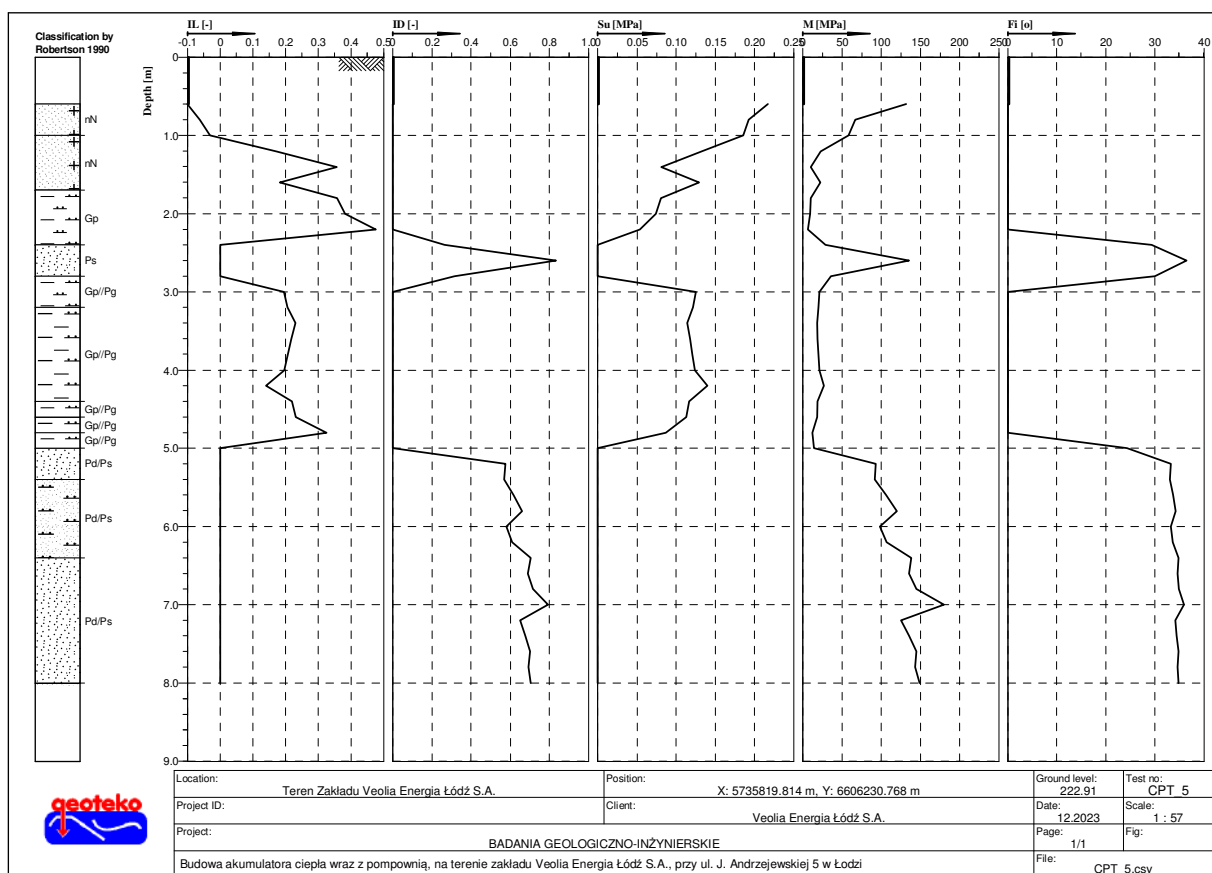 Classification by
Robertson 1990
IL [-]
-0.1 0 0.1 0.2 0.3 0.4 0.5
ID [-]
0 0.2 0.4 0.6 0.8 1.0
Su [MPa]
0.0 0.05 0.10 0.15 0.20 0.25
M [MPa]
0 50 100 150 200 250
Fi [o]
0 10 20 30 40
Depth [m]
0
1.0
2.0
3.0
4.0
5.0
6.0
7.0
8.0
9.0
nN
nN
Gp
Ps
Gp//Pg
Gp//Pg
Gp//Pg
Gp//Pg
Gp//Pg
Pd/Ps
Pd/Ps
Pd/Ps
geoteko
Location:
Teren Zakładu Veolia Energia Łódź S.A.
Position:
X: 5735819.814 m, Y: 6606230.768 m
Ground level:
222.91
Test no:
CPT_5
Project ID:
Client:
Veolia Energia Łódź S.A.
Date:
12.2023
Scale:
1 : 57
Project:
BADANIA GEOLOGICZNO-INŻYNIERSKIE
Page:
1/1
Fig:
Budowa akumulatora ciepła wraz z pompownią, na terenie zakładu Veolia Energia Łódź S.A., przy ul. J. Andrzejewskiej 5 w Łodzi
File:
CPT_5.csv